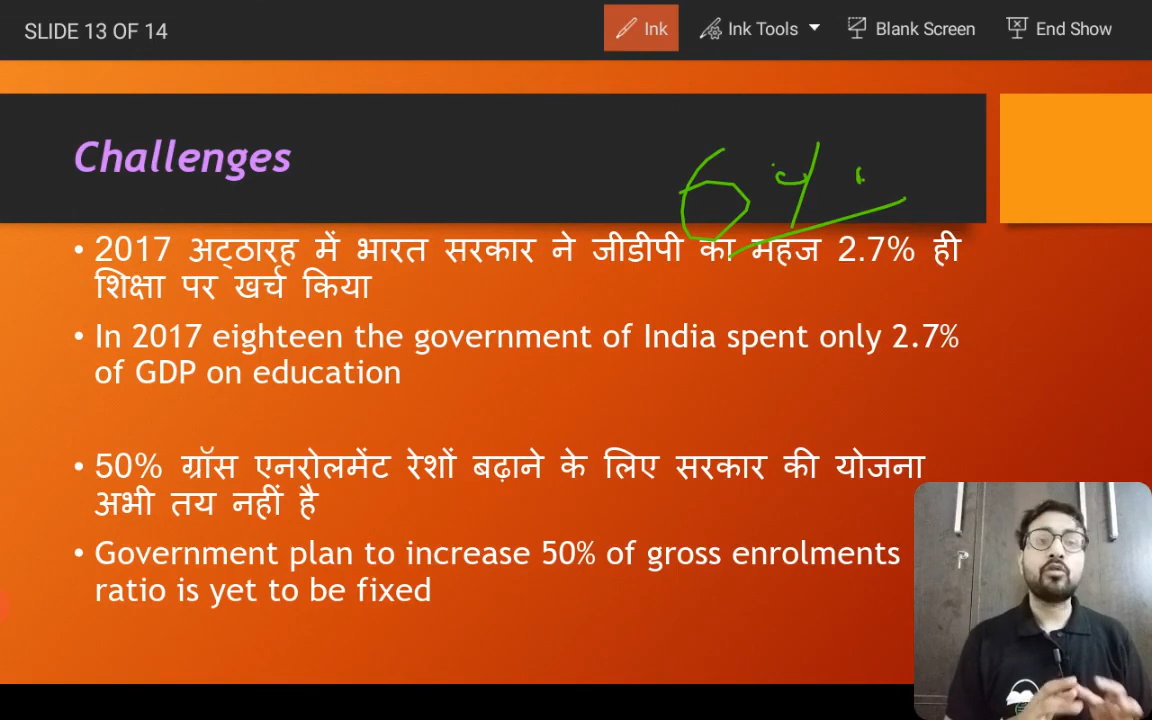 SLIDE 13 OF 14
Ink
Ink Tools
Blank Screen
End Show
Challenges
6%
• 2017 अट्ठारह में भारत सरकार ने जीडीपी का महज 2.7% ही
शिक्षा पर खर्च किया
• In 2017 eighteen the government of India spent only 2.7%
of GDP on education
• 50% ग्रॉस एनरोलमेंट रेशों बढ़ाने के लिए सरकार की योजना
अभी तय नहीं है
• Government plan to increase 50% of gross enrolments
ratio is yet to be fixed